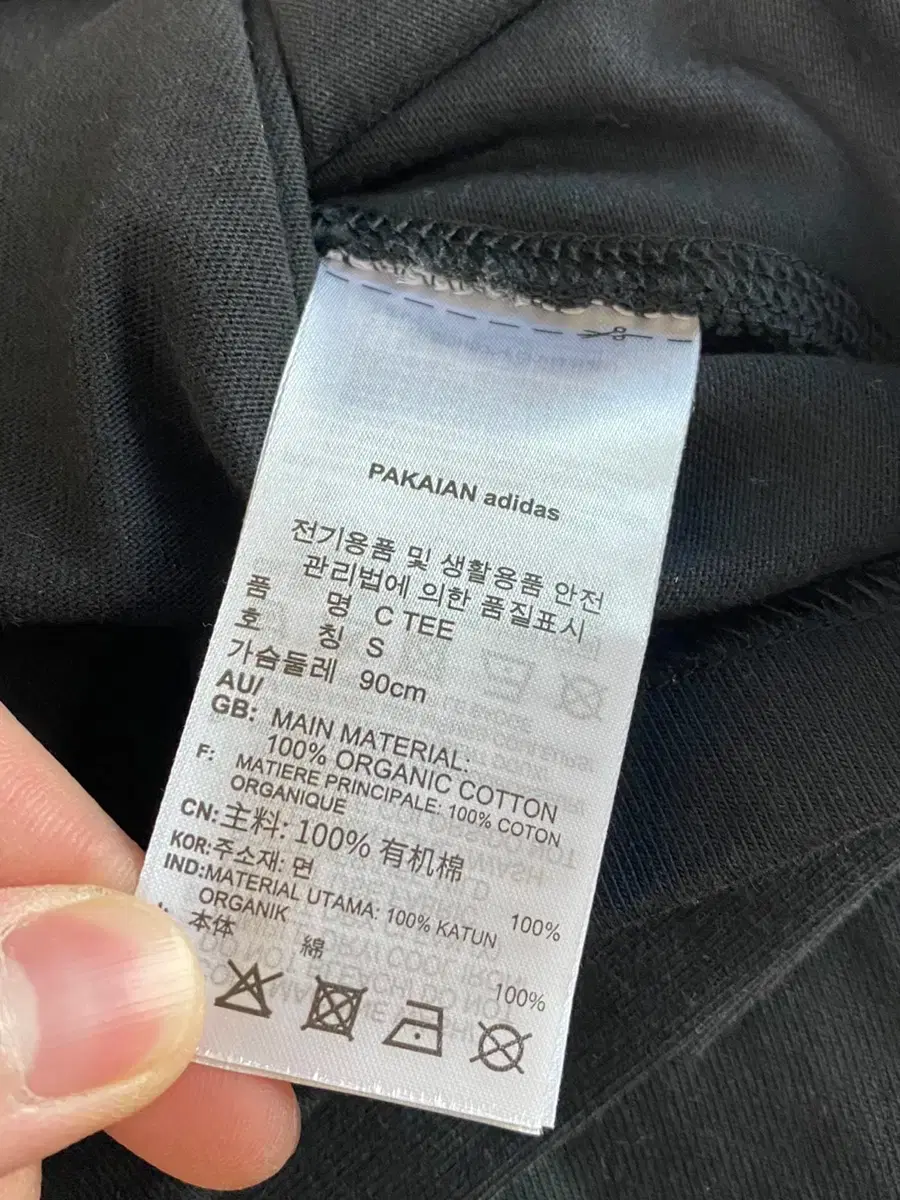 PAKAIAN adidas
전기용품 및 생활용품 안전
관리법에 의한 품질표시
품 명 C TEE
호 칭 S
가슴둘레 90cm
AU/
GB: MAIN MATERIAL:
100% ORGANIC COTTON
F: MATIERE PRINCIPALE: 100% COTON
ORGANIQUE
CN: 主料: 100% 有机棉
KOR: 주소재: 면 100%
IND: MATERIAL UTAMA: 100% KATUN
ORGANIK
本体 綿 100%